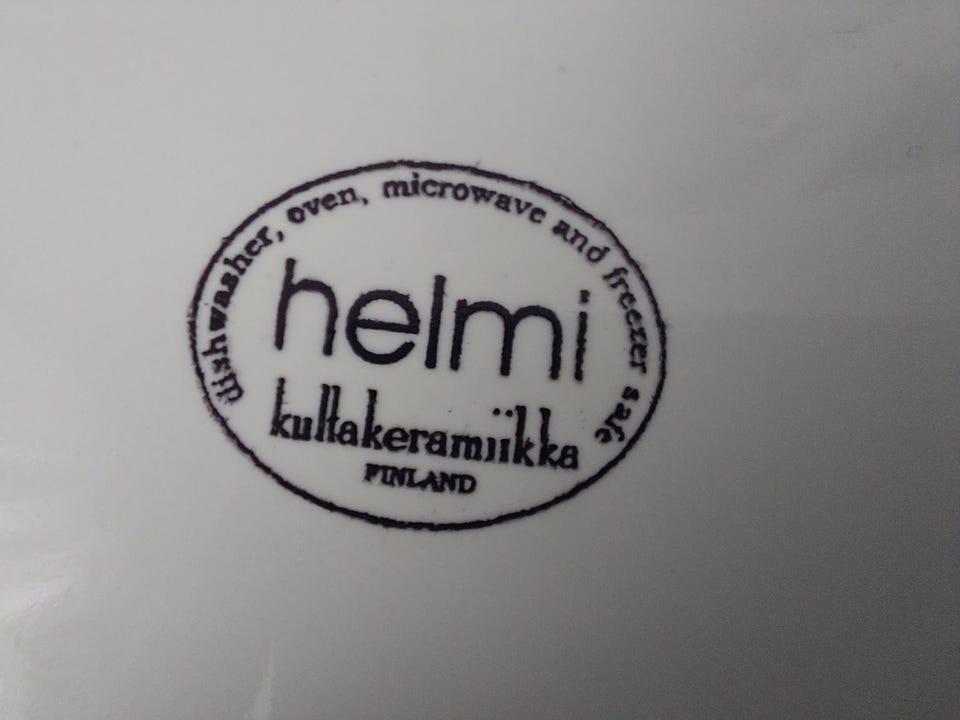 dishwasher, oven, microwave and freezer safe
helmi
kultakeramiikka
FINLAND